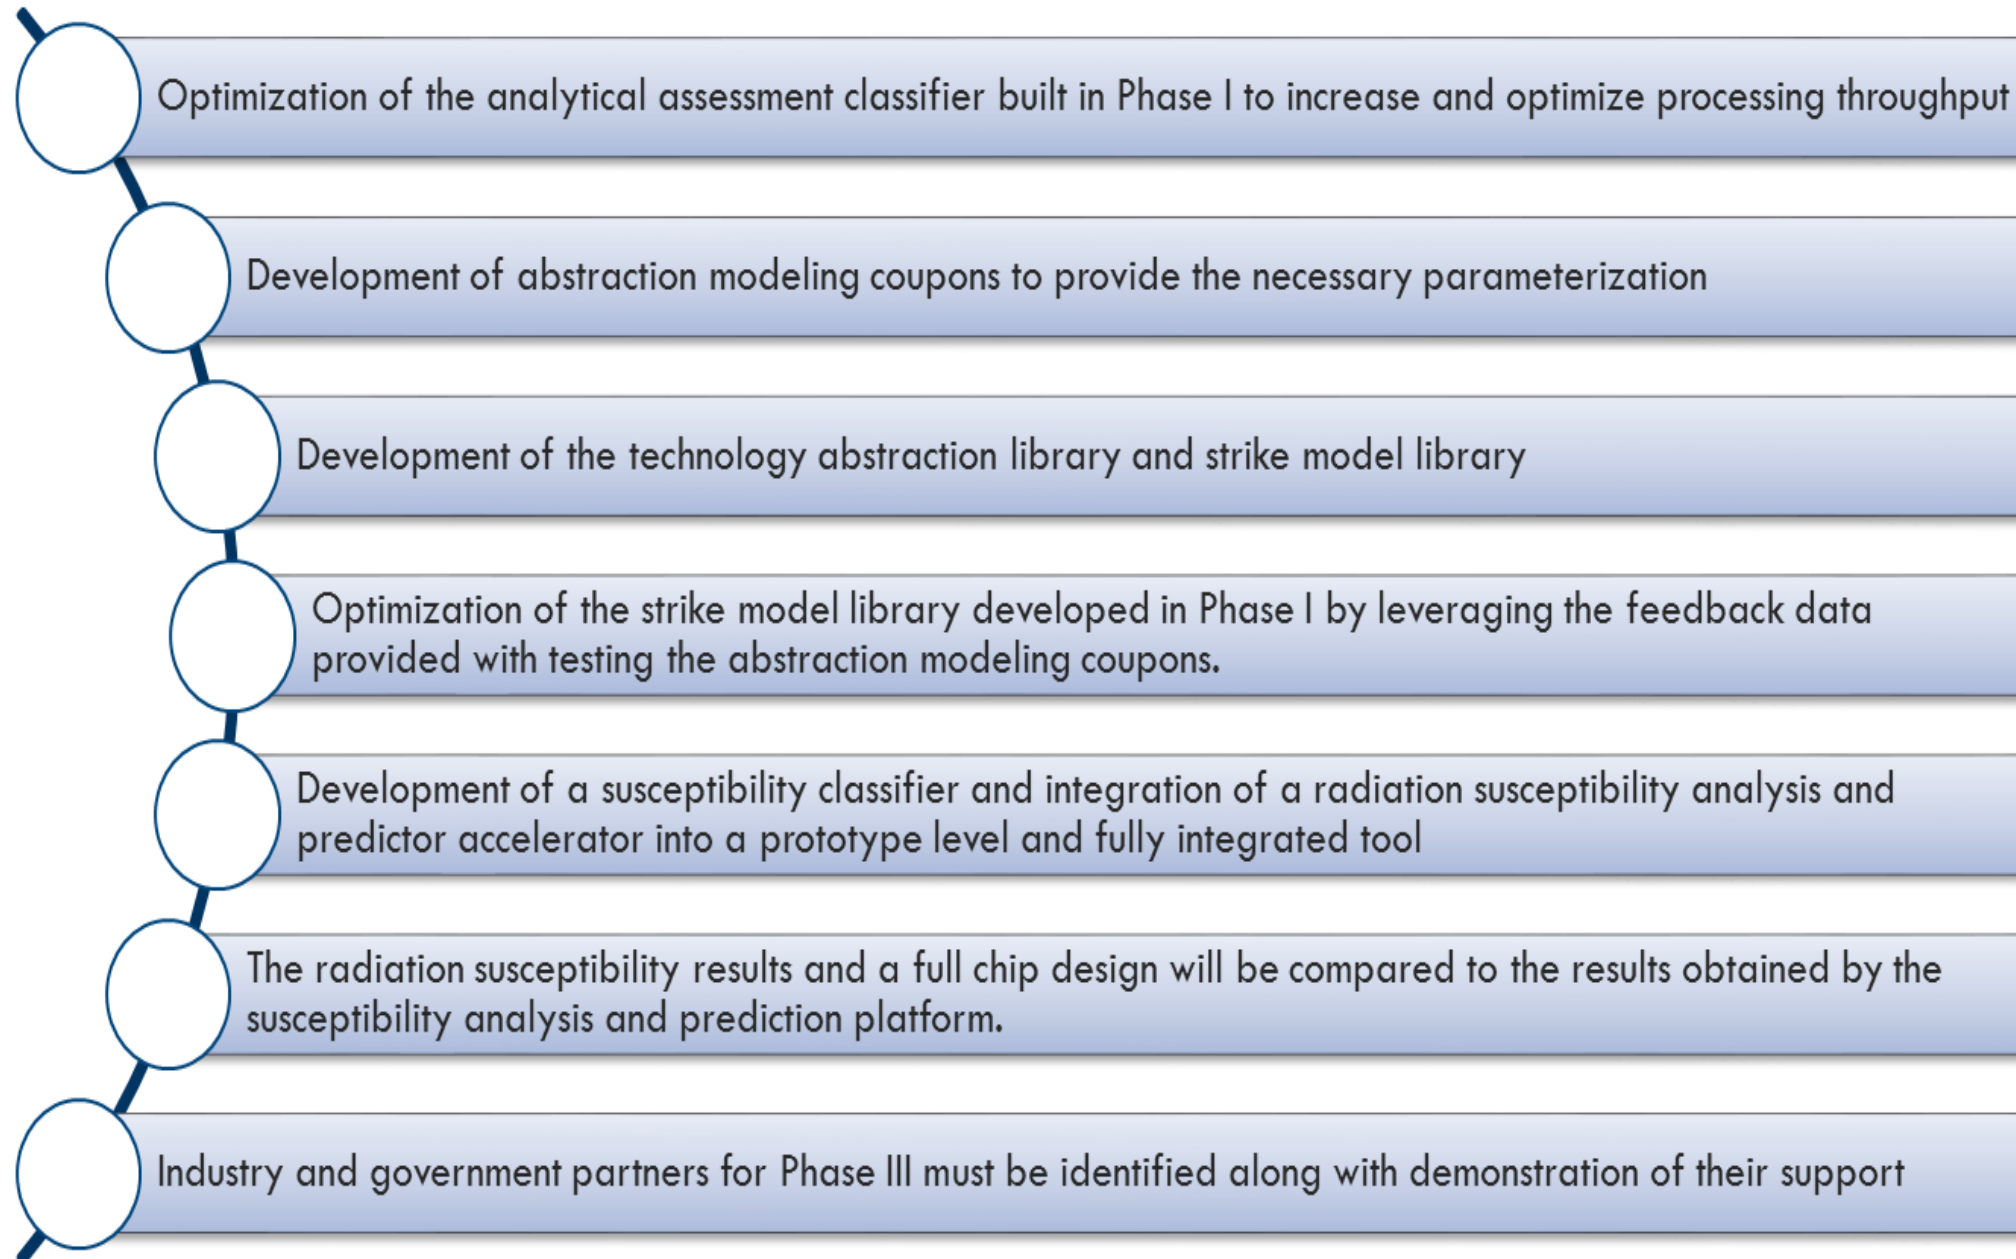 Optimization of the analytical assessment classifier built in Phase I to increase and optimize processing throughput
Development of abstraction modeling coupons to provide the necessary parameterization
Development of the technology abstraction library and strike model library
Optimization of the strike model library developed in Phase I by leveraging the feedback data
provided with testing the abstraction modeling coupons.
Development of a susceptibility classifier and integration of a radiation susceptibility analysis and
predictor accelerator into a prototype level and fully integrated tool
The radiation susceptibility results and a full chip design will be compared to the results obtained by the
susceptibility analysis and prediction platform.
Industry and government partners for Phase III must be identified along with demonstration of their support